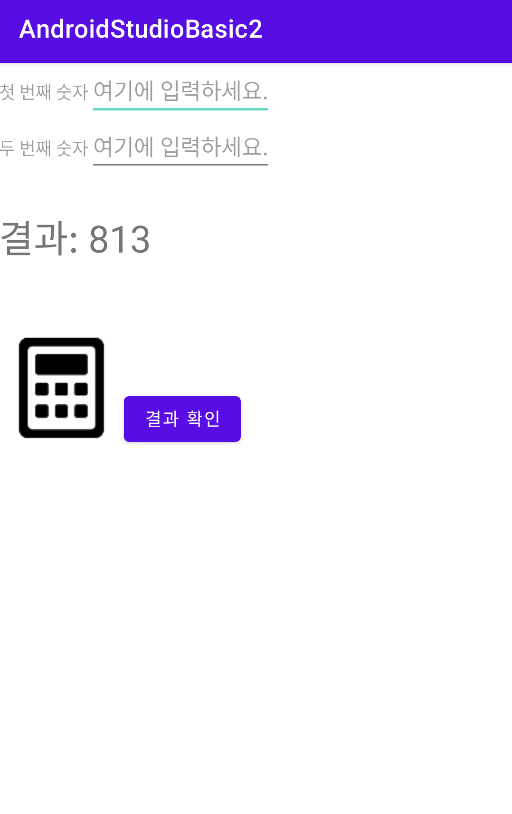 AndroidStudioBasic2
첫 번째 숫자 여기에 입력하세요.
두 번째 숫자 여기에 입력하세요.
결과: 813
결과 확인